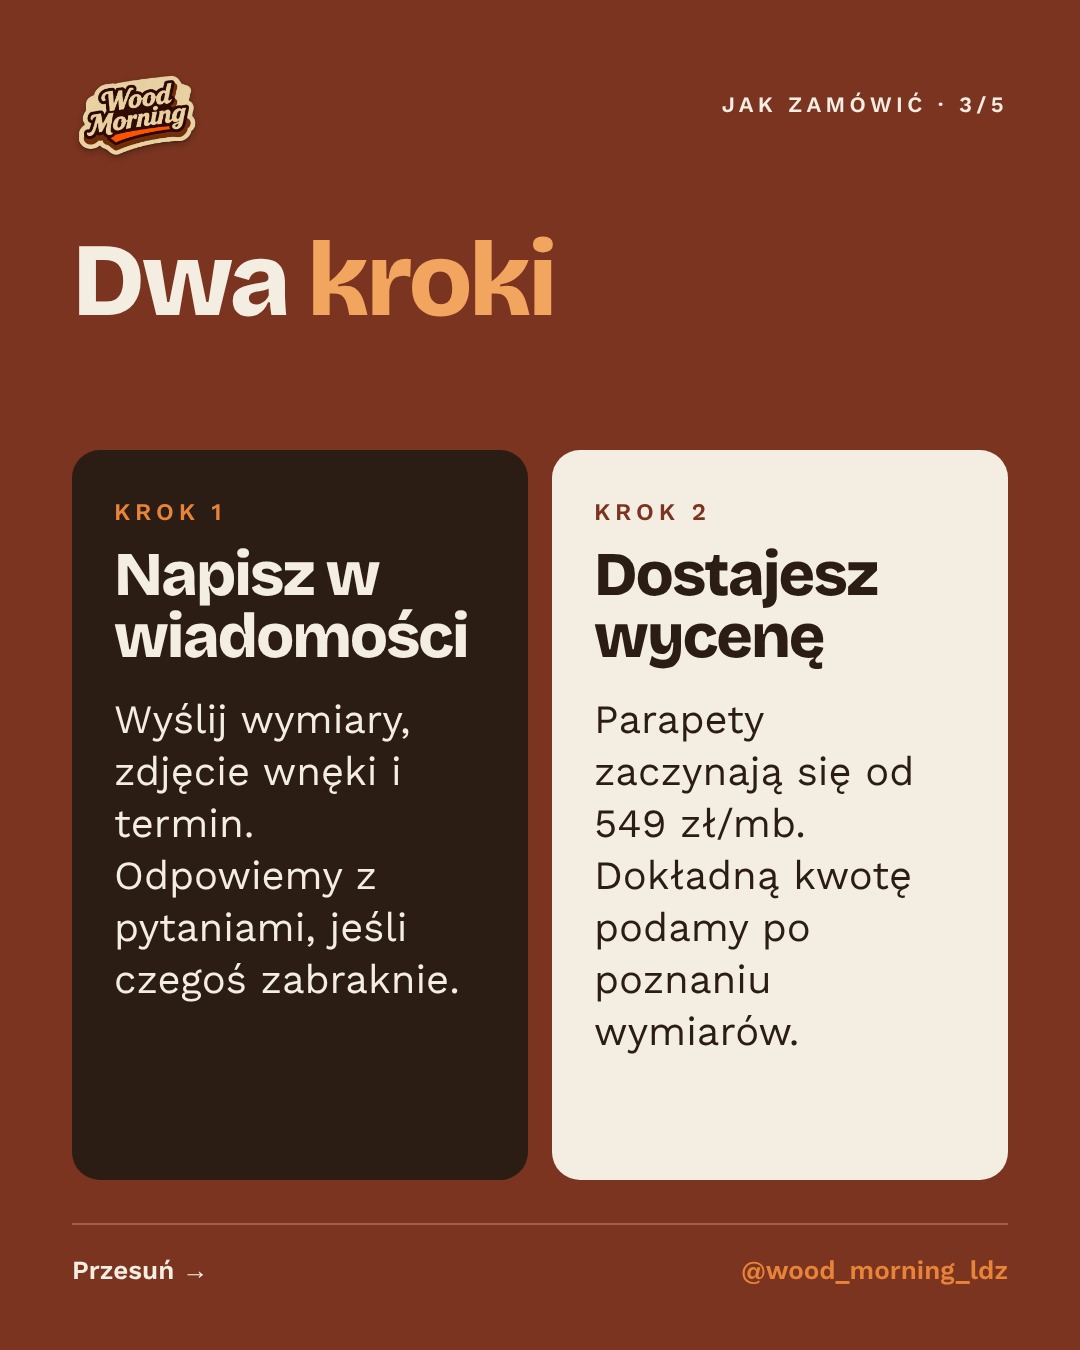 Wood
Morning
JAK ZAMÓWIĆ · 3/5
Dwa kroki
KROK 1
Napisz w
wiadomości
Wyślij wymiary,
zdjęcie wnęki i
termin.
Odpowiemy z
pytaniami, jeśli
czegoś zabraknie.
KROK 2
Dostajesz
wycenę
Parapety
zaczynają się od
549 zł/mb.
Dokładną kwotę
podamy po
poznaniu
wymiarów.
Przesuń →
@wood_morning_ldz